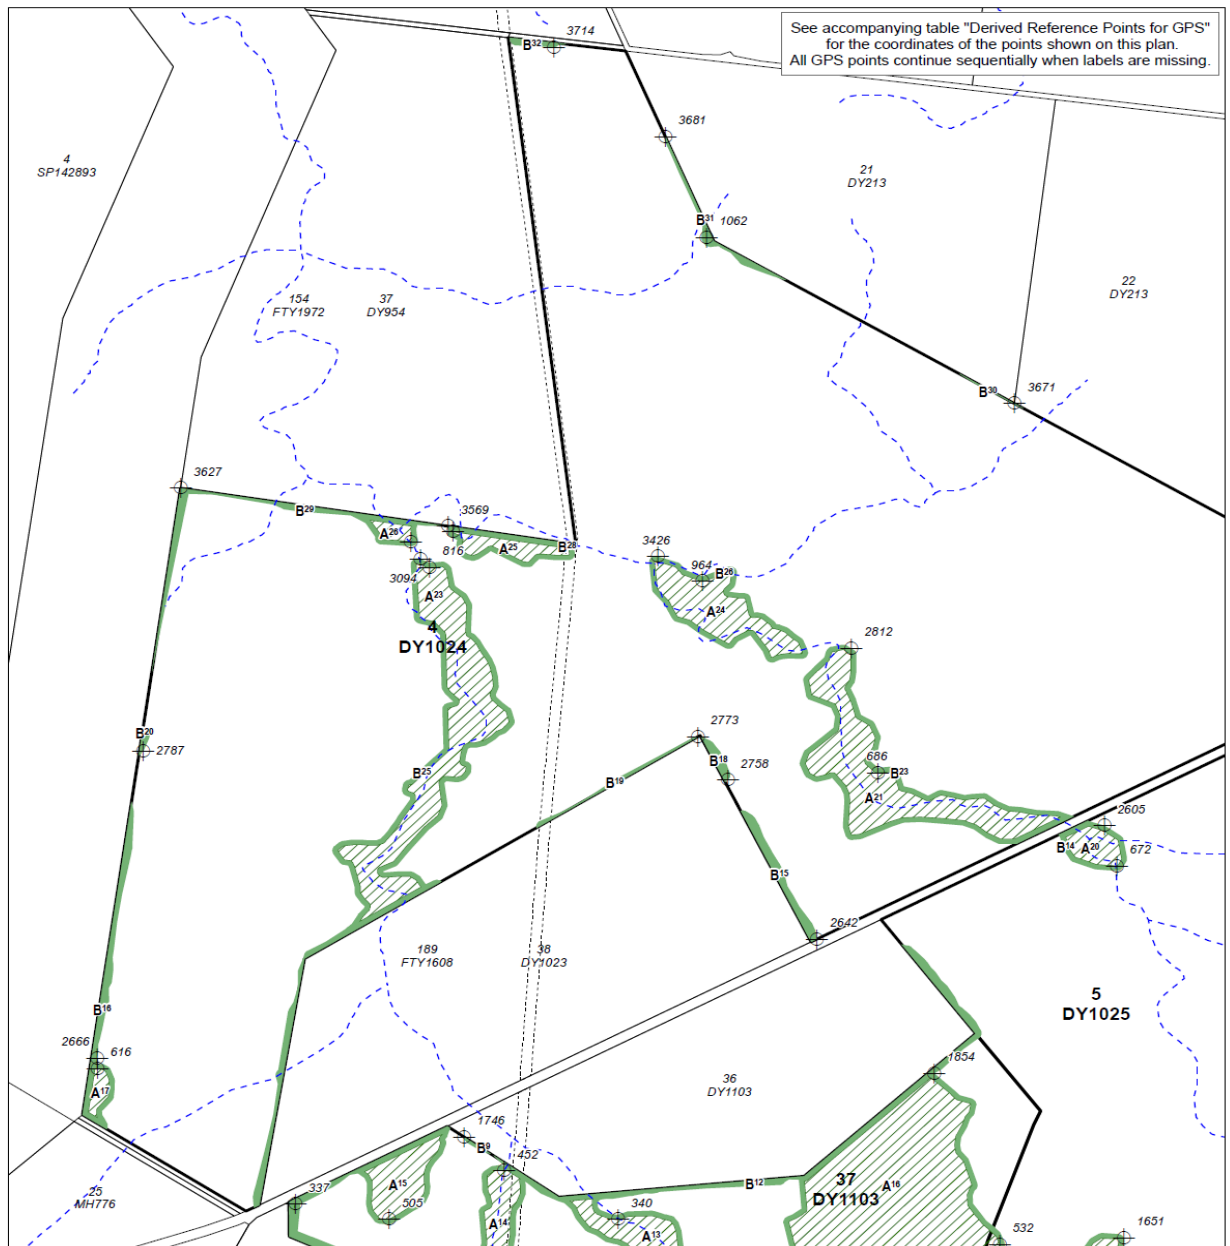 See accompanying table "Derived Reference Points for GPS"
for the coordinates of the points shown on this plan.
All GPS points continue sequentially when labels are missing.
B32
3714
3681
4
SP142893
21
DY213
B31
1062
22
DY213
154
FTY1972
37
DY954
B30
3671
3627
B29
3569
A26
816
A25
B28
3426
3094
964
B26
A23
A24
4
DY1024
2812
B20
2787
2773
B18
2758
686
B23
B25
B19
A21
2605
B14
A20
672
B15
2642
189
FTY1608
38
DY1023
5
DY1025
B16
2666
616
A17
1854
36
DY1103
1746
B9
452
25
MH776
337
A15
505
A14
340
A13
B12
37
DY1103
A16
532
1651